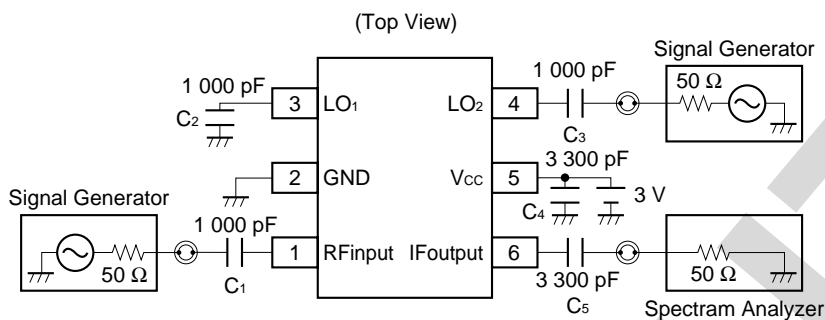 (Top View)
Signal Generator
1 000 pF
1 000 pF
50 Ω
3
LO1
LO2
4
C2
C3
3 300 pF
2
GND
VCC
5
Signal Generator
C4
3 V
1 000 pF
1
RFinput
IFoutput
6
50 Ω
C1
3 300 pF
50 Ω
C5
Spectram Analyzer